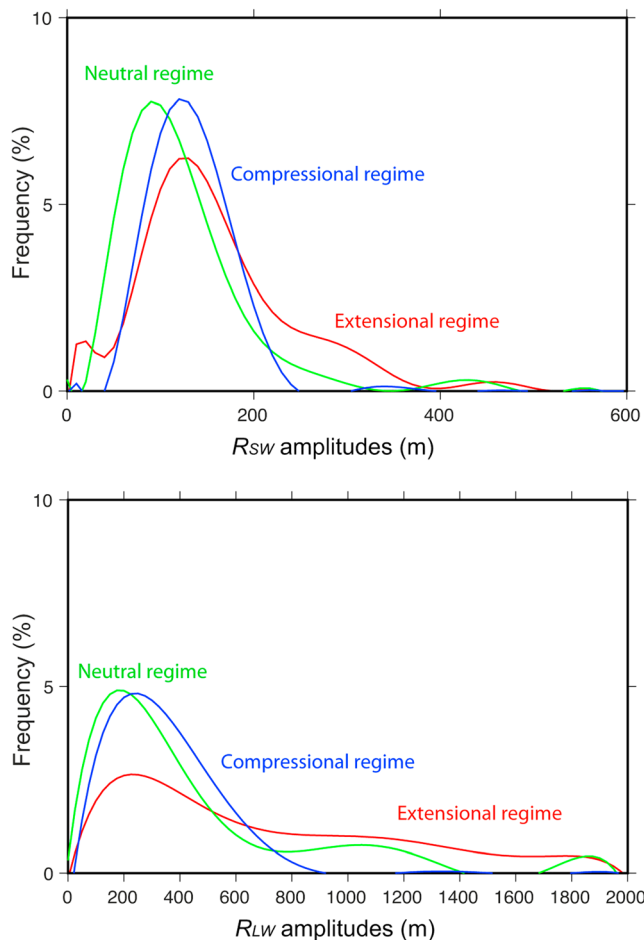 10
Neutral regime
Compressional regime
Frequency (%)
5
Extensional regime
0
0 200 400 600
RSW amplitudes (m)
10
Neutral regime
Frequency (%)
5
Compressional regime
Extensional regime
0
0 200 400 600 800 1000 1200 1400 1600 1800 2000
RLW amplitudes (m)